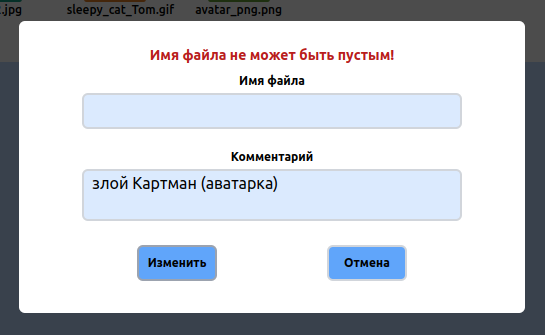 .jpg sleepy_cat_Tom.gif avatar_png.png
Имя файла не может быть пустым!
Имя файла
Комментарий
злой Картман (аватарка)
Изменить Отмена